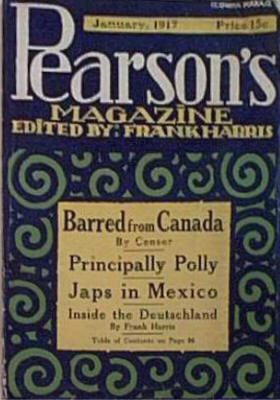 January, 1917 Price 15c
Pearson's
MAGAZINE
EDITED BY: FRANK HARRIS
Barred from Canada
By Censor
Principally Polly
Japs in Mexico
Inside the Deutschland
By Frank Harris
Table of Contents on Page